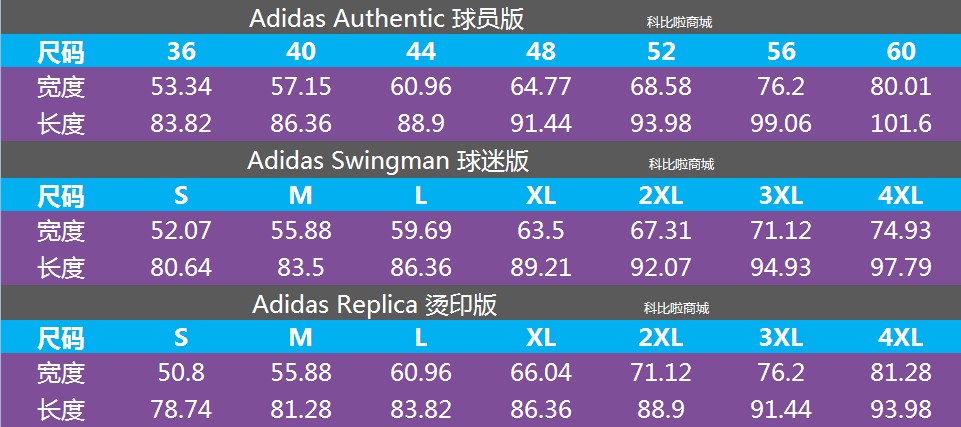 Adidas Authentic 球员版 科比啦商城
尺码 36 40 44 48 52 56 60
宽度 53.34 57.15 60.96 64.77 68.58 76.2 80.01
长度 83.82 86.36 88.9 91.44 93.98 99.06 101.6
Adidas Swingman 球迷版 科比啦商城
尺码 S M L XL 2XL 3XL 4XL
宽度 52.07 55.88 59.69 63.5 67.31 71.12 74.93
长度 80.64 83.5 86.36 89.21 92.07 94.93 97.79
Adidas Replica 烫印版 科比啦商城
尺码 S M L XL 2XL 3XL 4XL
宽度 50.8 55.88 60.96 66.04 71.12 76.2 81.28
长度 78.74 81.28 83.82 86.36 88.9 91.44 93.98